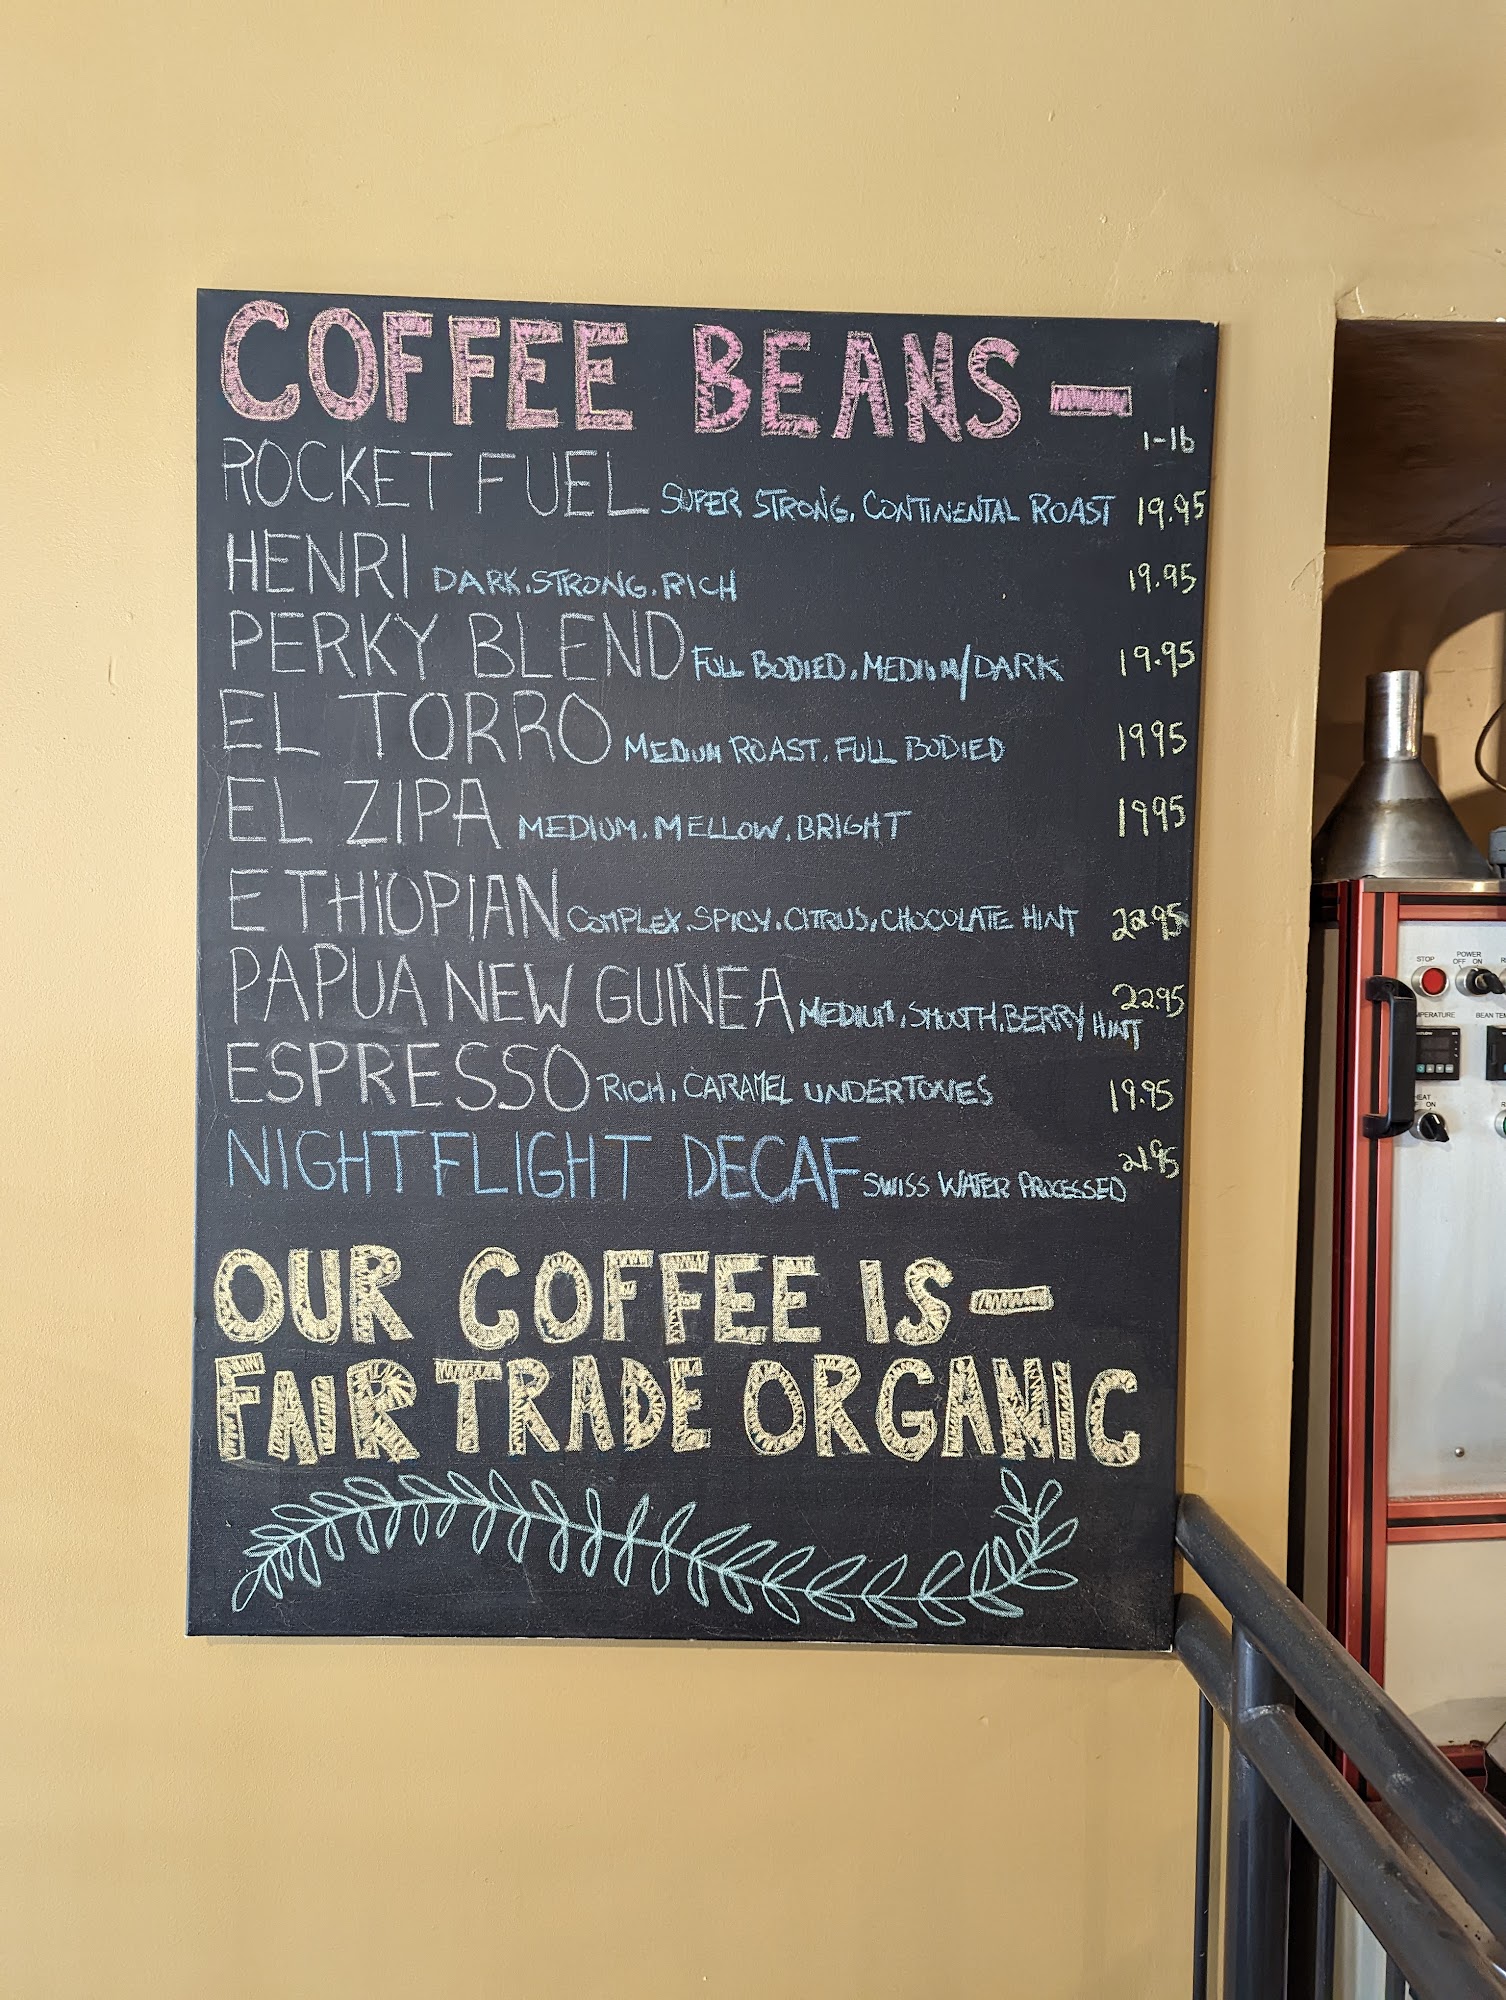 COFFEE BEANS—
1-lb
ROCKET FUEL SUPER STRONG, CONTINENTAL ROAST 19.95
HENRI DARK, STRONG, RICH 19.95
PERKY BLEND FULL BODIED, MEDIUM/DARK 19.95
EL TORRO MEDIUM ROAST, FULL BODIED 1995
EL ZIPA MEDIUM, MELLOW, BRIGHT 1995
ETHIOPIAN COMPLEX, SPICY, CITRUS, CHOCOLATE HINT 22.95
PAPUA NEW GUINEA MEDIUM, SMOOTH, BERRY HINT 22.95
ESPRESSO RICH, CARAMEL UNDERTONES 19.95
NIGHTFLIGHT DECAF SWISS WATER PROCESSED 21.95
OUR COFFEE IS—
FAIR TRADE ORGANIC
STOP
POWER
OFF ON
BEAN
ON